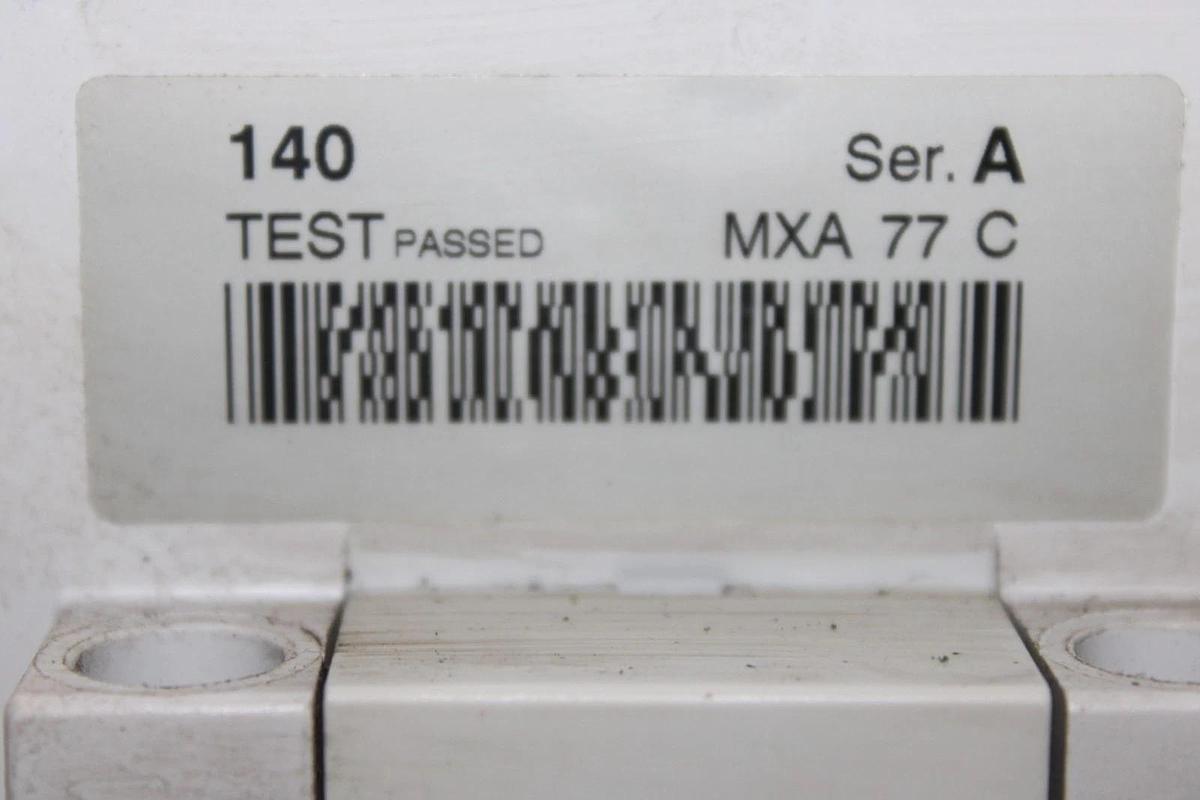 140 Ser. A
TEST PASSED MXA 77 C